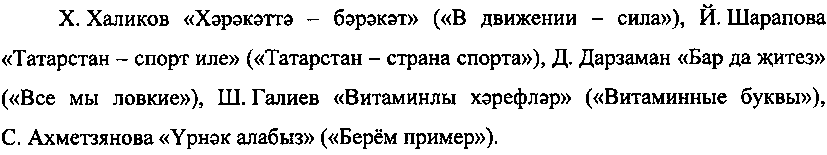 Х. Халиков «Хәрәкәттә – бәрәкәт» («В движении – сила»), Й. Шарапова
«Татарстан – спорт иле» («Татарстан – страна спорта»), Д. Дарзаман «Бар да җитез»
(«Все мы ловкие»), Ш. Галиев «Витаминлы хәрефләр» («Витаминные буквы»),
С. Ахметзянова «Үрнәк алабыз» («Берём пример»).